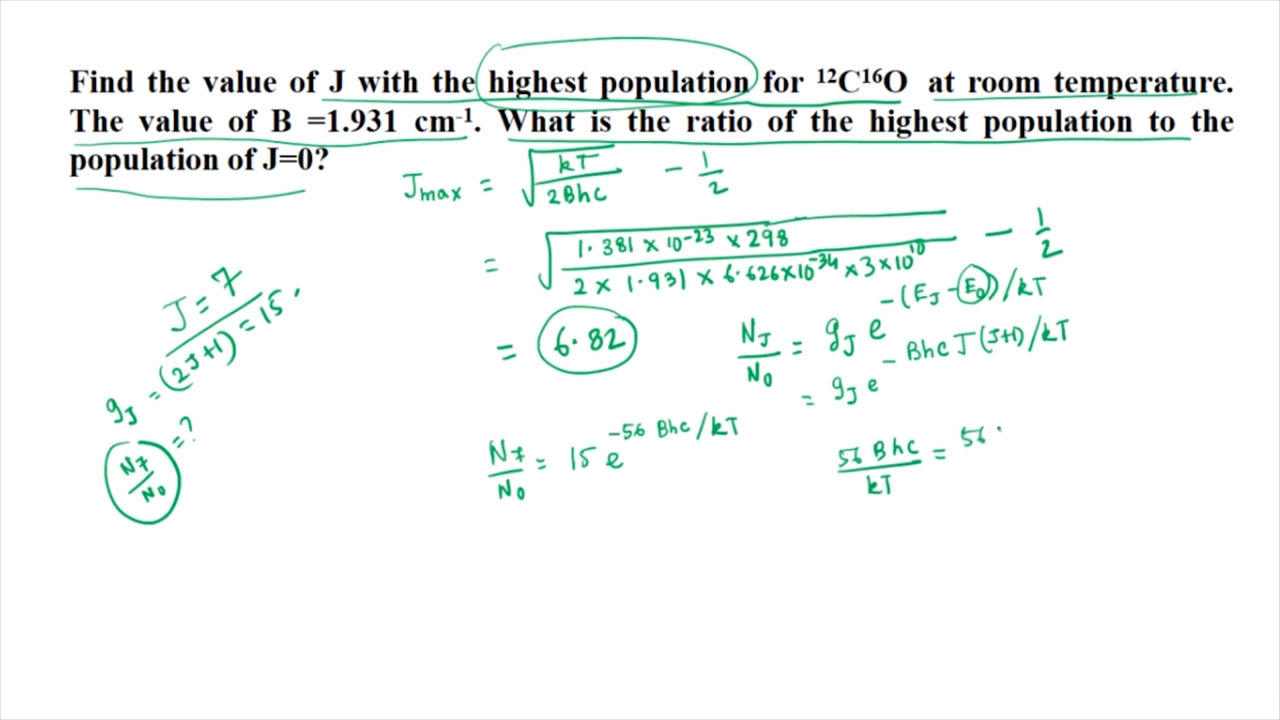 Find the value of J with the highest population for ¹²C¹⁶O at room temperature.
The value of B =1.931 cm⁻¹. What is the ratio of the highest population to the
population of J=0?
Jmax = √(kT / 2Bhc) - 1/2
= √(1.381 × 10⁻²³ × 298 / 2 × 1.931 × 6.626×10⁻³⁴ × 3×10¹⁰) - 1/2
= 6.82
J = 7
gJ = (2J+1) = 15
N7/N0 = ?
NJ/N0 = gJ e^-(EJ - E0)/kT
= gJ e^-BhcJ(J+1)/kT
N7/N0 = 15 e^-56 Bhc/kT
56 Bhc/kT = 56